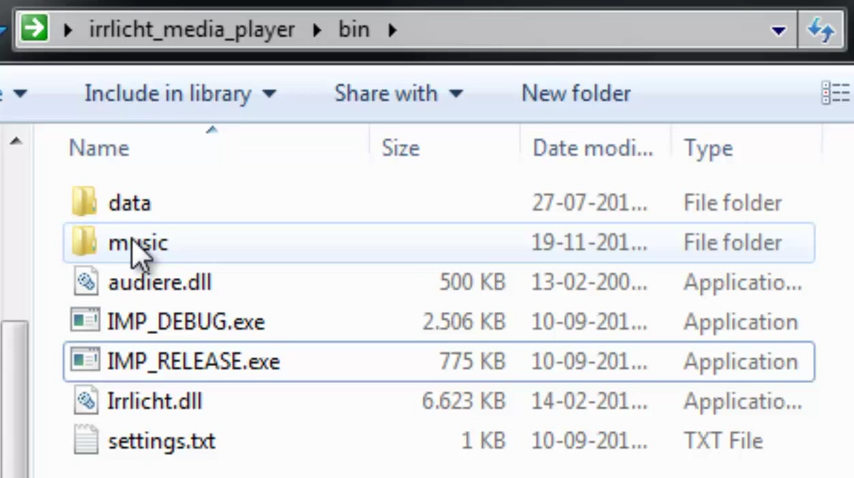 irrlicht_media_player bin
Include in library Share with New folder
Name Size Date modi... Type
data 27-07-201... File folder
music 19-11-201... File folder
audiere.dll 500 KB 13-02-200... Applicatio...
IMP_DEBUG.exe 2.506 KB 10-09-201... Application
IMP_RELEASE.exe 775 KB 10-09-201... Application
Irrlicht.dll 6.623 KB 14-02-201... Applicatio...
settings.txt 1 KB 10-09-201... TXT File